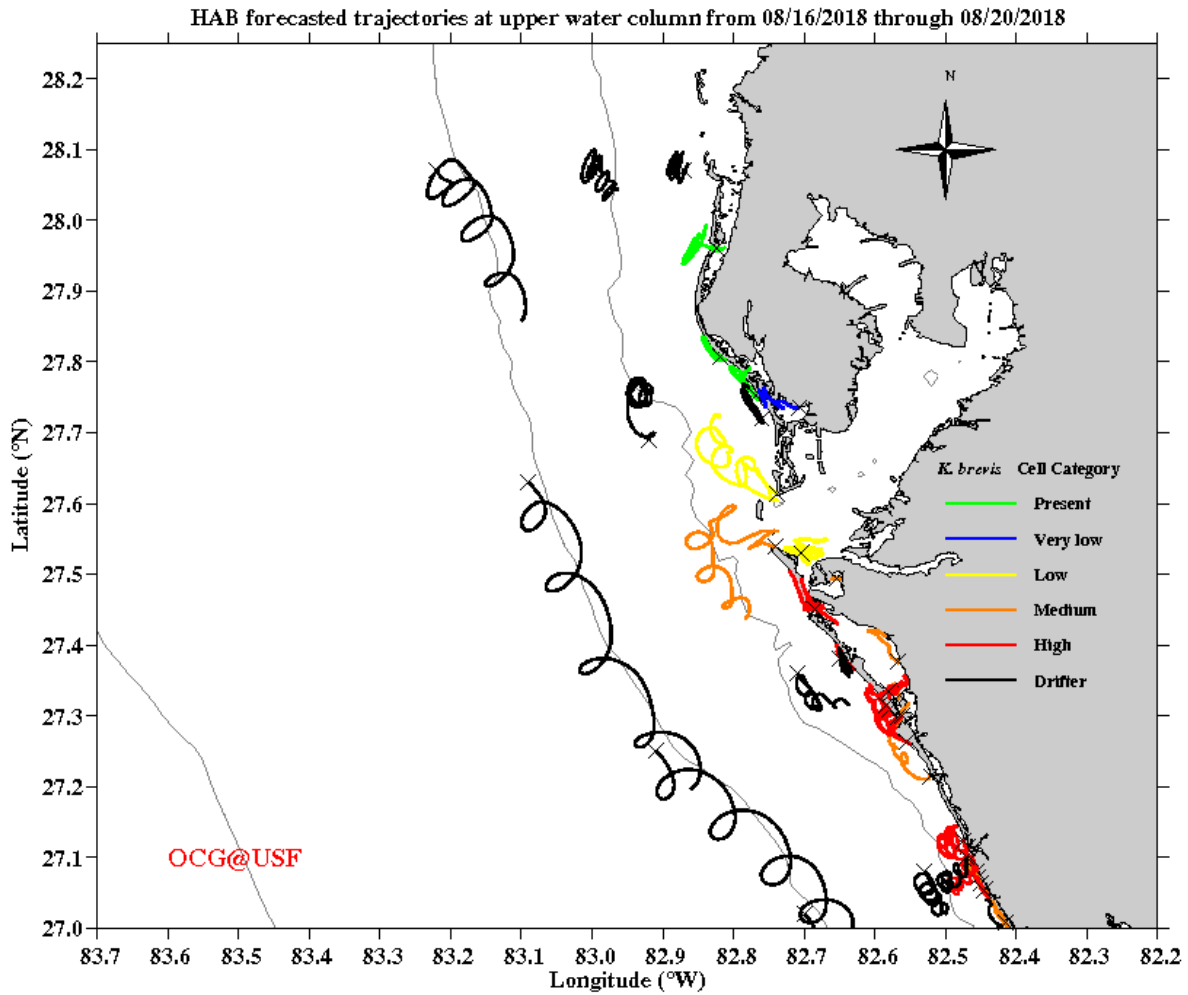 HAB forecasted trajectories at upper water column from 08/16/2018 through 08/20/2018
N
28.2
28.1
28.0
27.9
27.8
27.7
27.6
27.5
27.4
27.3
27.2
27.1
27.0
Latitude (°N)
K. brevis Cell Category
Present
Very low
Low
Medium
High
Drifter
OCG@USF
83.7 83.6 83.5 83.4 83.3 83.2 83.1 83.0 82.9 82.8 82.7 82.6 82.5 82.4 82.3 82.2
Longitude (°W)